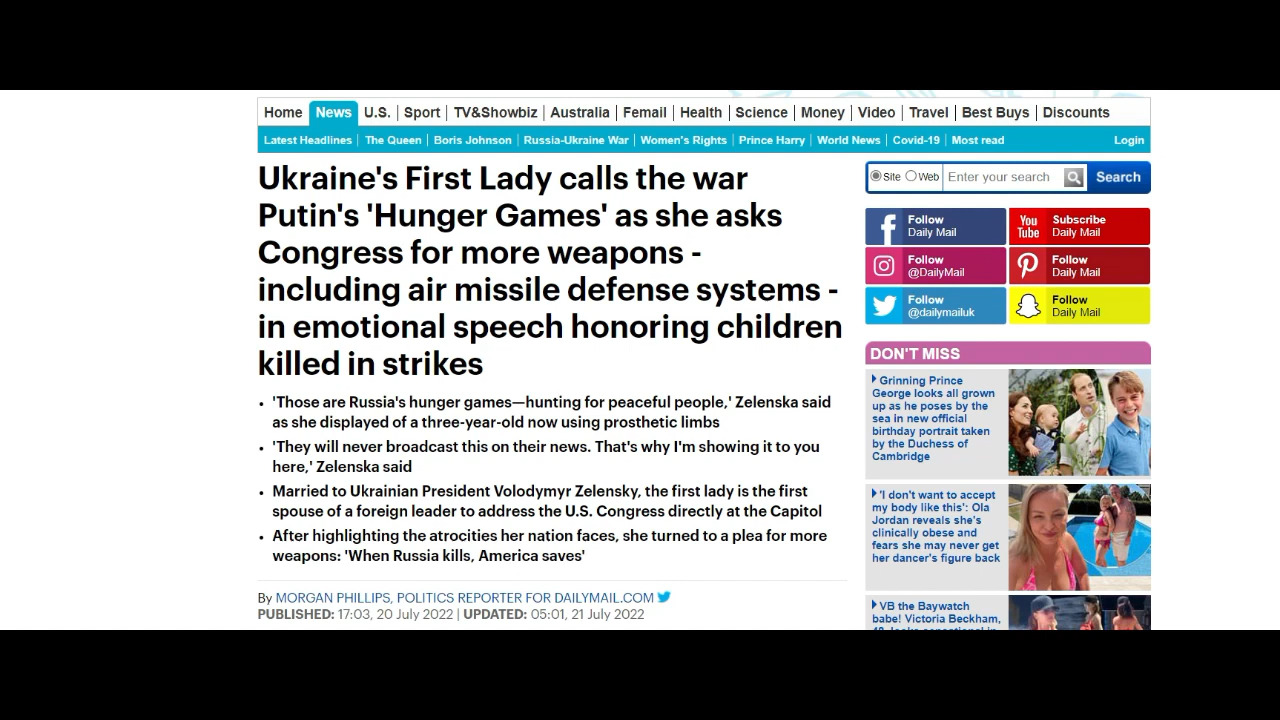 Home News U.S. Sport TV&Showbiz Australia Femail Health Science Money Video Travel Best Buys Discounts
Latest Headlines The Queen Boris Johnson Russia-Ukraine War Women's Rights Prince Harry World News Covid-19 Most read Login
Ukraine's First Lady calls the war
Putin's 'Hunger Games' as she asks
Congress for more weapons -
including air missile defense systems -
in emotional speech honoring children
killed in strikes
• 'Those are Russia's hunger games—hunting for peaceful people,' Zelenska said
as she displayed of a three-year-old now using prosthetic limbs
• 'They will never broadcast this on their news. That's why I'm showing it to you
here,' Zelenska said
• Married to Ukrainian President Volodymyr Zelensky, the first lady is the first
spouse of a foreign leader to address the U.S. Congress directly at the Capitol
• After highlighting the atrocities her nation faces, she turned to a plea for more
weapons: 'When Russia kills, America saves'
By MORGAN PHILLIPS, POLITICS REPORTER FOR DAILYMAIL.COM
PUBLISHED: 17:03, 20 July 2022 | UPDATED: 05:01, 21 July 2022
Site Web Enter your search Search
Follow
Daily Mail
You
Tube
Subscribe
Daily Mail
Follow
@DailyMail
Follow
Daily Mail
Follow
@dailymailuk
Follow
Daily Mail
DON'T MISS
Grinning Prince
George looks all grown
up as he poses by the
sea in new official
birthday portrait taken
by the Duchess of
Cambridge
'I don't want to accept
my body like this': Ola
Jordan reveals she's
clinically obese and
fears she may never get
her dancer's figure back
VB the Baywatch
babe! Victoria Beckham,